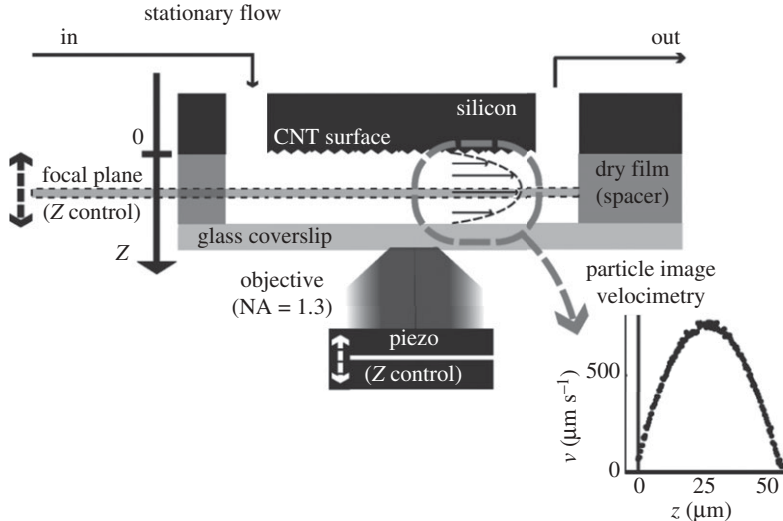 stationary flow
in
out
silicon
CNT surface
0
focal plane
(Z control)
dry film
(spacer)
Z
glass coverslip
objective
(NA = 1.3)
particle image
velocimetry
piezo
(Z control)
v (µm s⁻¹)
500
0
0 25 50
z (µm)